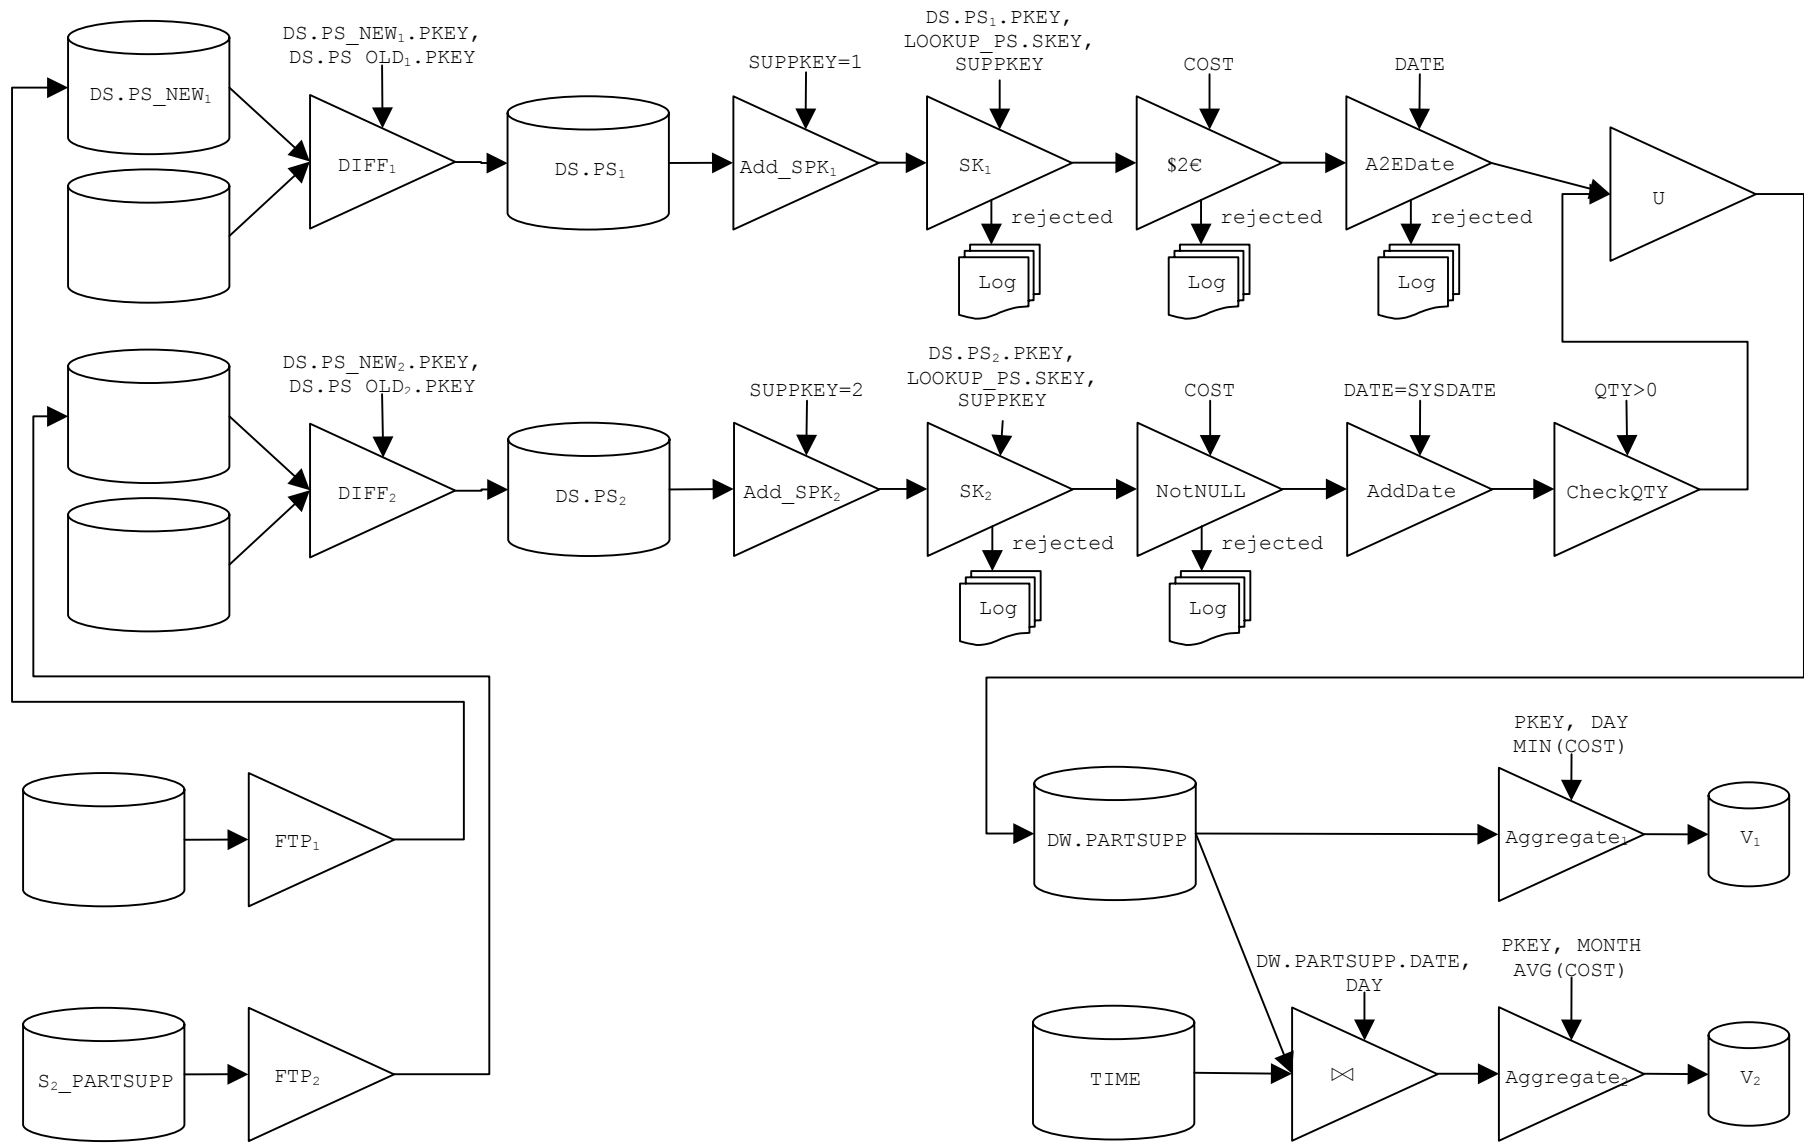 DS.PS_NEW₁.PKEY,
DS.PS_OLD₁.PKEY
SUPPKEY=1
DS.PS₁.PKEY,
LOOKUP_PS.SKEY,
SUPPKEY
COST
DATE
DS.PS_NEW₁
DIFF₁
DS.PS₁
Add_SPK₁
SK₁
$2€
A2EDate
U
rejected
rejected
rejected
Log
Log
Log
DS.PS_NEW₂.PKEY,
DS.PS_OLD₂.PKEY
SUPPKEY=2
DS.PS₂.PKEY,
LOOKUP_PS.SKEY,
SUPPKEY
COST
DATE=SYSDATE
QTY>0
DIFF₂
DS.PS₂
Add_SPK₂
SK₂
NotNULL
AddDate
CheckQTY
rejected
rejected
Log
Log
PKEY, DAY
MIN(COST)
FTP₁
DW.PARTSUPP
Aggregate₁
V₁
DW.PARTSUPP.DATE,
DAY
PKEY, MONTH
AVG(COST)
S₂_PARTSUPP
FTP₂
TIME
⋈
Aggregate₂
V₂